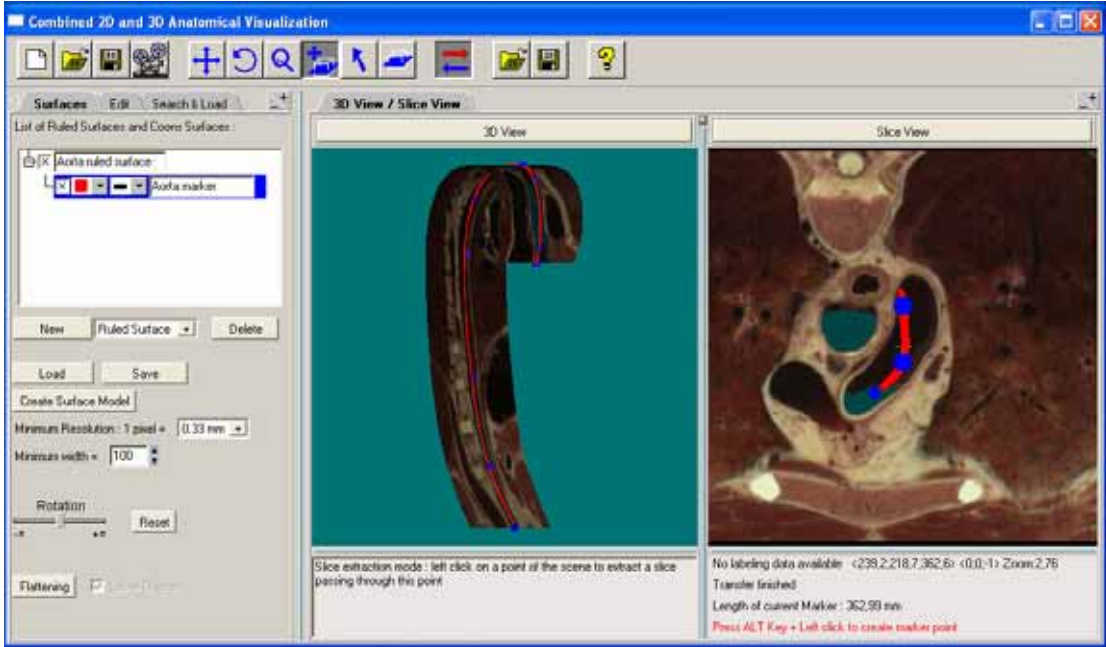 Combined 2D and 3D Anatomical Visualization
Surfaces Edit Search & Load
3D View / Slice View
List of Ruled Surfaces and Coons Surfaces :
3D View
Slice View
Aorta ruled surface
Aorta marker
New Ruled Surface Delete
Load Save
Create Surface Model
Minimum Resolution : 1 pixel = 0.33 mm
Minimum width = 100
Rotation
-π +π
Reset
Flattening
Slice extraction mode : left click on a point of the scene to extract a slice
passing through this point
No labeling data available <239,2,218,7,362,6> <0;0;-1> Zoom:2,76
Transfer finished
Length of current Marker : 362,99 mm
Press ALT Key + Left click to create marker point